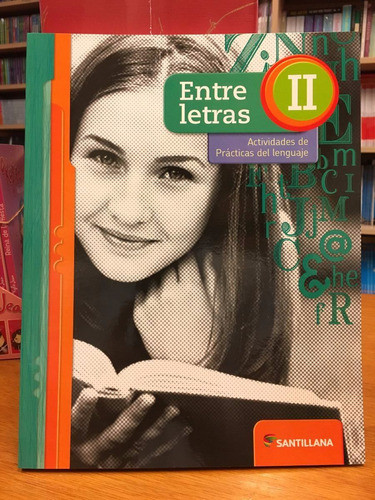 Entre
letras
II
Actividades de
Prácticas del lenguaje
SANTILLANA